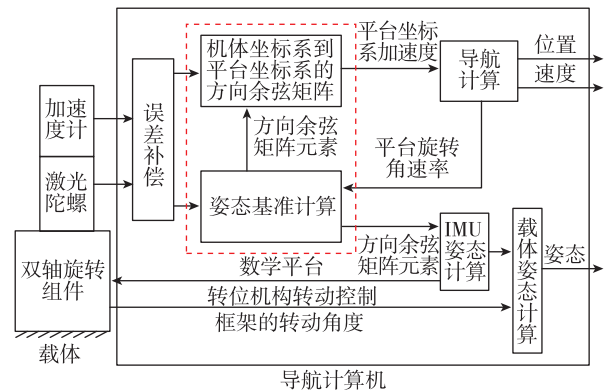 机体坐标系到
平台坐标系的
方向余弦矩阵
平台坐标
系加速度
导航
计算
位置
速度
加速
度计
误差补偿
方向余弦
矩阵元素
平台旋转
角速率
激光
陀螺
姿态基准计算
IMU
姿态
计算
载体姿态计算
姿态
方向余弦
矩阵元素
数学平台
双轴旋转
组件
转位机构转动控制
框架的转动角度
载体
导航计算机